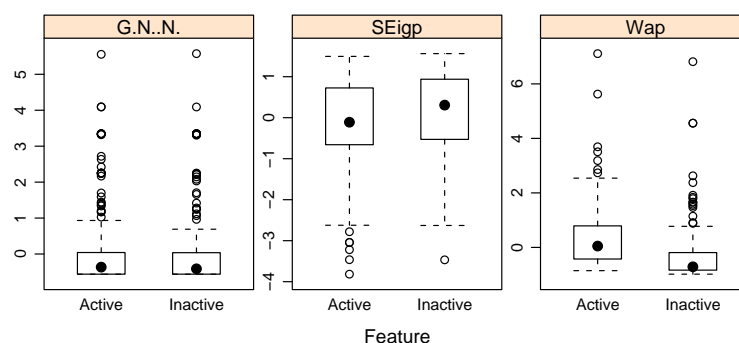 G.N..N.
SEigp
Wap
0 1 2 3 4 5
−4 −3 −2 −1 0 1
0 2 4 6
Active Inactive
Active Inactive
Active Inactive
Feature